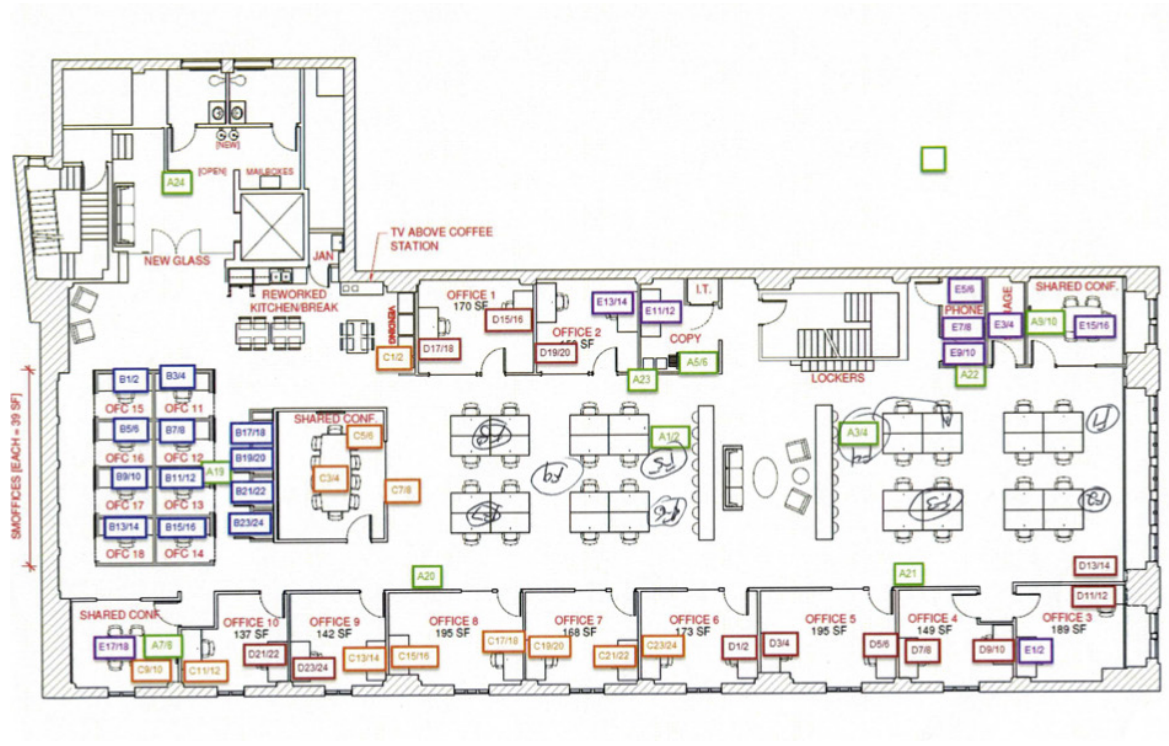 [NEW]
[OPEN]
MAILBOXES
A24
TV ABOVE COFFEE
STATION
NEW GLASS
JAN
REWORKED
KITCHEN/BREAK
OFFICE 1
170 SF
D15/16
D17/18
C1/2
OFFICE 2
E13/14
D19/20
E11/12
I.T.
COPY
A5/6
A23
LOCKERS
E5/6
PHONE
E7/8
E9/10
A22
E3/4
SHARED CONF.
A9/10
E15/16
SMOFFICES [EACH = 39 SF]
B1/2
B3/4
OFC 15
OFC 11
B5/6
B7/8
OFC 16
OFC 12
B9/10
B11/12
A19
OFC 17
OFC 13
B13/14
B15/16
OFC 18
OFC 14
B17/18
B19/20
B21/22
B23/24
SHARED CONF.
C5/6
C3/4
C7/8
A1/2
A3/4
A20
A21
D13/14
D11/12
SHARED CONF.
E17/18
A7/8
C9/10
C11/12
OFFICE 10
137 SF
D21/22
OFFICE 9
142 SF
D23/24
C13/14
OFFICE 8
195 SF
C15/16
C17/18
OFFICE 7
168 SF
C19/20
C21/22
OFFICE 6
173 SF
C23/24
D1/2
OFFICE 5
195 SF
D3/4
D5/6
OFFICE 4
149 SF
D7/8
D9/10
OFFICE 3
189 SF
E1/2